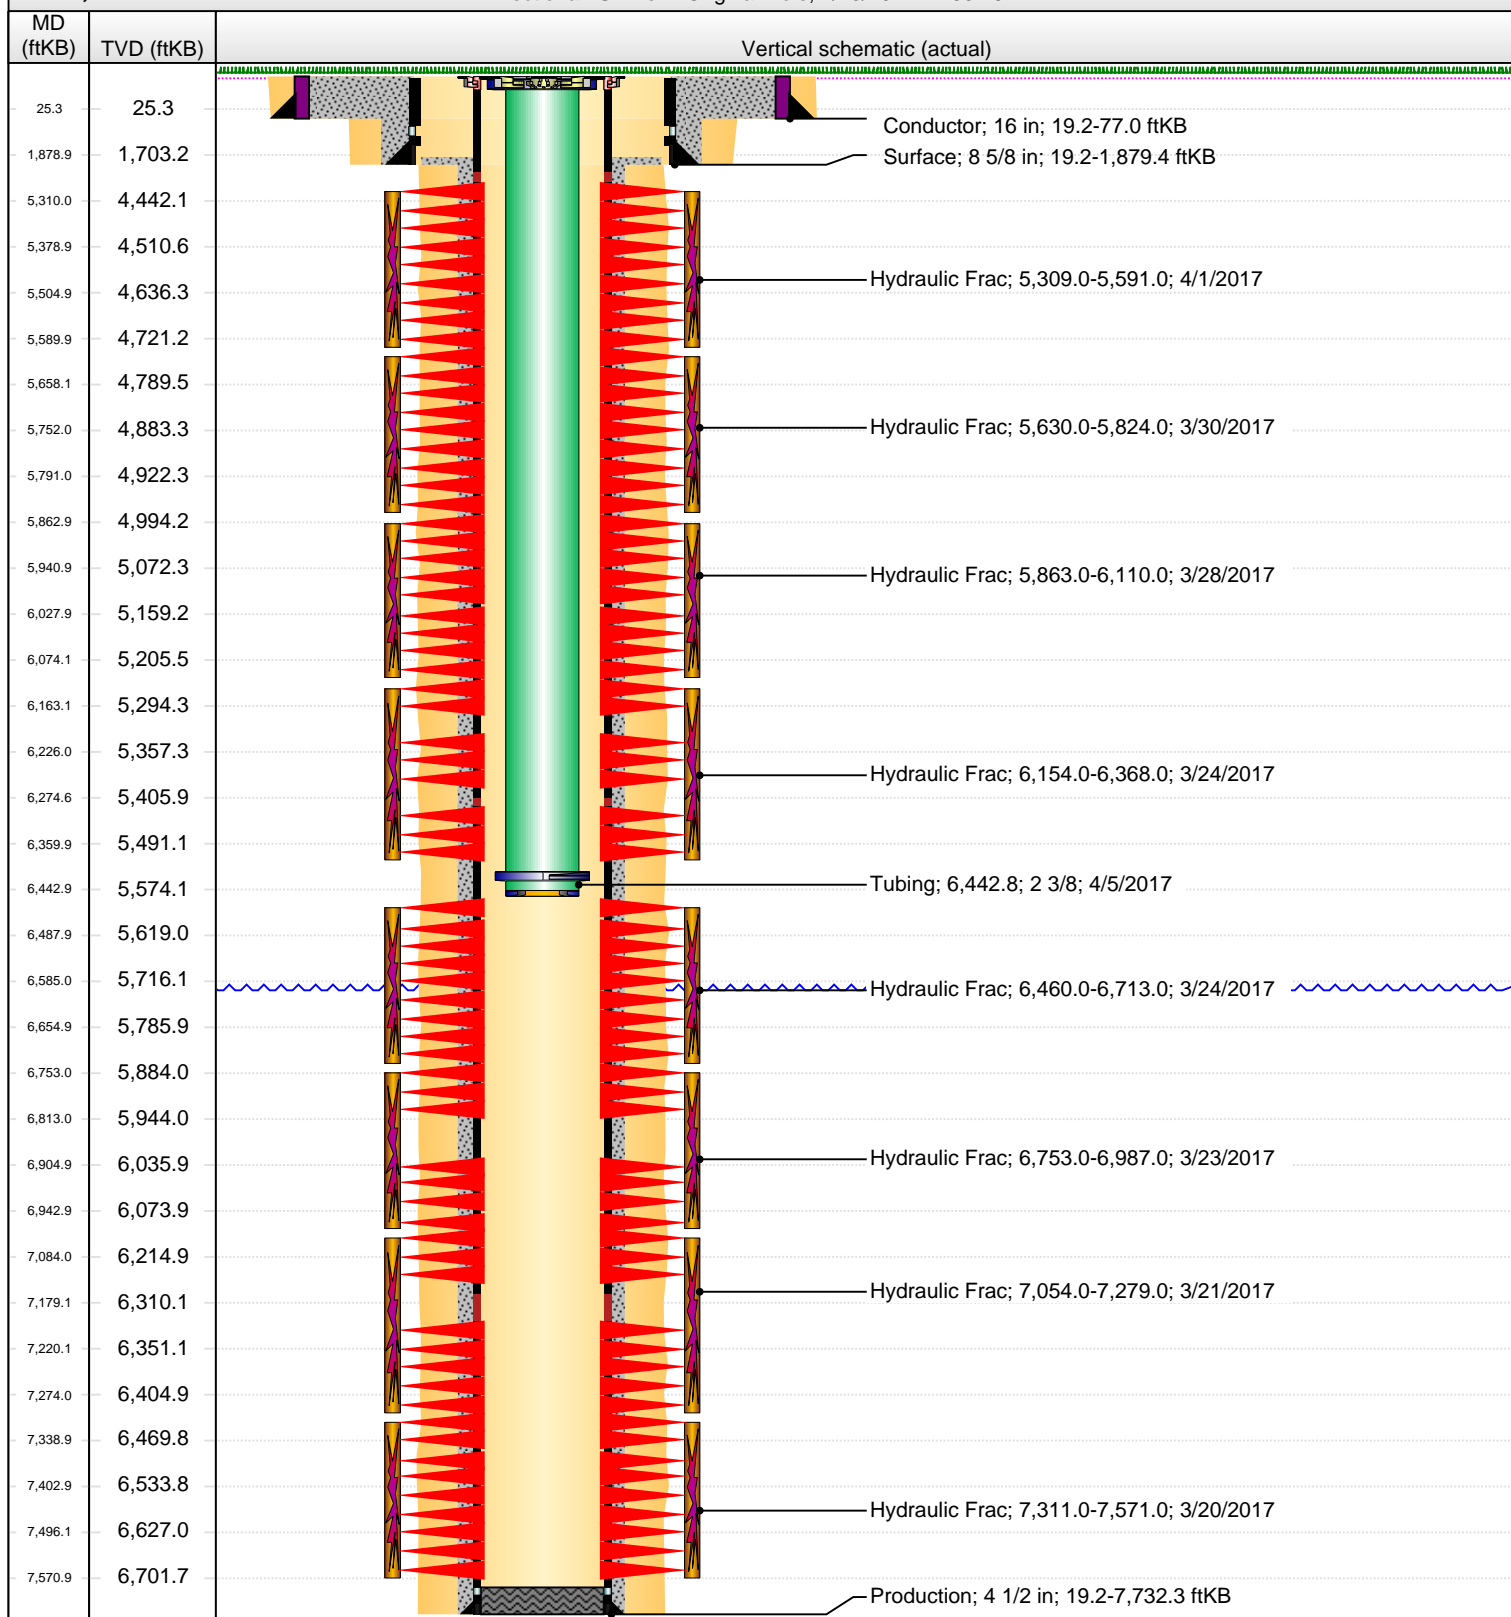 MD
(ftKB)
TVD (ftKB)
Vertical schematic (actual)
25.3 25.3
Conductor; 16 in; 19.2-77.0 ftKB
1,878.9 1,703.2
Surface; 8 5/8 in; 19.2-1,879.4 ftKB
5,310.0 4,442.1
5,378.9 4,510.6
Hydraulic Frac; 5,309.0-5,591.0; 4/1/2017
5,504.9 4,636.3
5,589.9 4,721.2
5,658.1 4,789.5
5,752.0 4,883.3
Hydraulic Frac; 5,630.0-5,824.0; 3/30/2017
5,791.0 4,922.3
5,862.9 4,994.2
5,940.9 5,072.3
Hydraulic Frac; 5,863.0-6,110.0; 3/28/2017
6,027.9 5,159.2
6,074.1 5,205.5
6,163.1 5,294.3
6,226.0 5,357.3
Hydraulic Frac; 6,154.0-6,368.0; 3/24/2017
6,274.6 5,405.9
6,359.9 5,491.1
6,442.9 5,574.1
Tubing; 6,442.8; 2 3/8; 4/5/2017
6,487.9 5,619.0
6,585.0 5,716.1
Hydraulic Frac; 6,460.0-6,713.0; 3/24/2017
6,654.9 5,785.9
6,753.0 5,884.0
6,813.0 5,944.0
6,904.9 6,035.9
Hydraulic Frac; 6,753.0-6,987.0; 3/23/2017
6,942.9 6,073.9
7,084.0 6,214.9
Hydraulic Frac; 7,054.0-7,279.0; 3/21/2017
7,179.1 6,310.1
7,220.1 6,351.1
7,274.0 6,404.9
7,338.9 6,469.8
7,402.9 6,533.8
Hydraulic Frac; 7,311.0-7,571.0; 3/20/2017
7,496.1 6,627.0
7,570.9 6,701.7
Production; 4 1/2 in; 19.2-7,732.3 ftKB